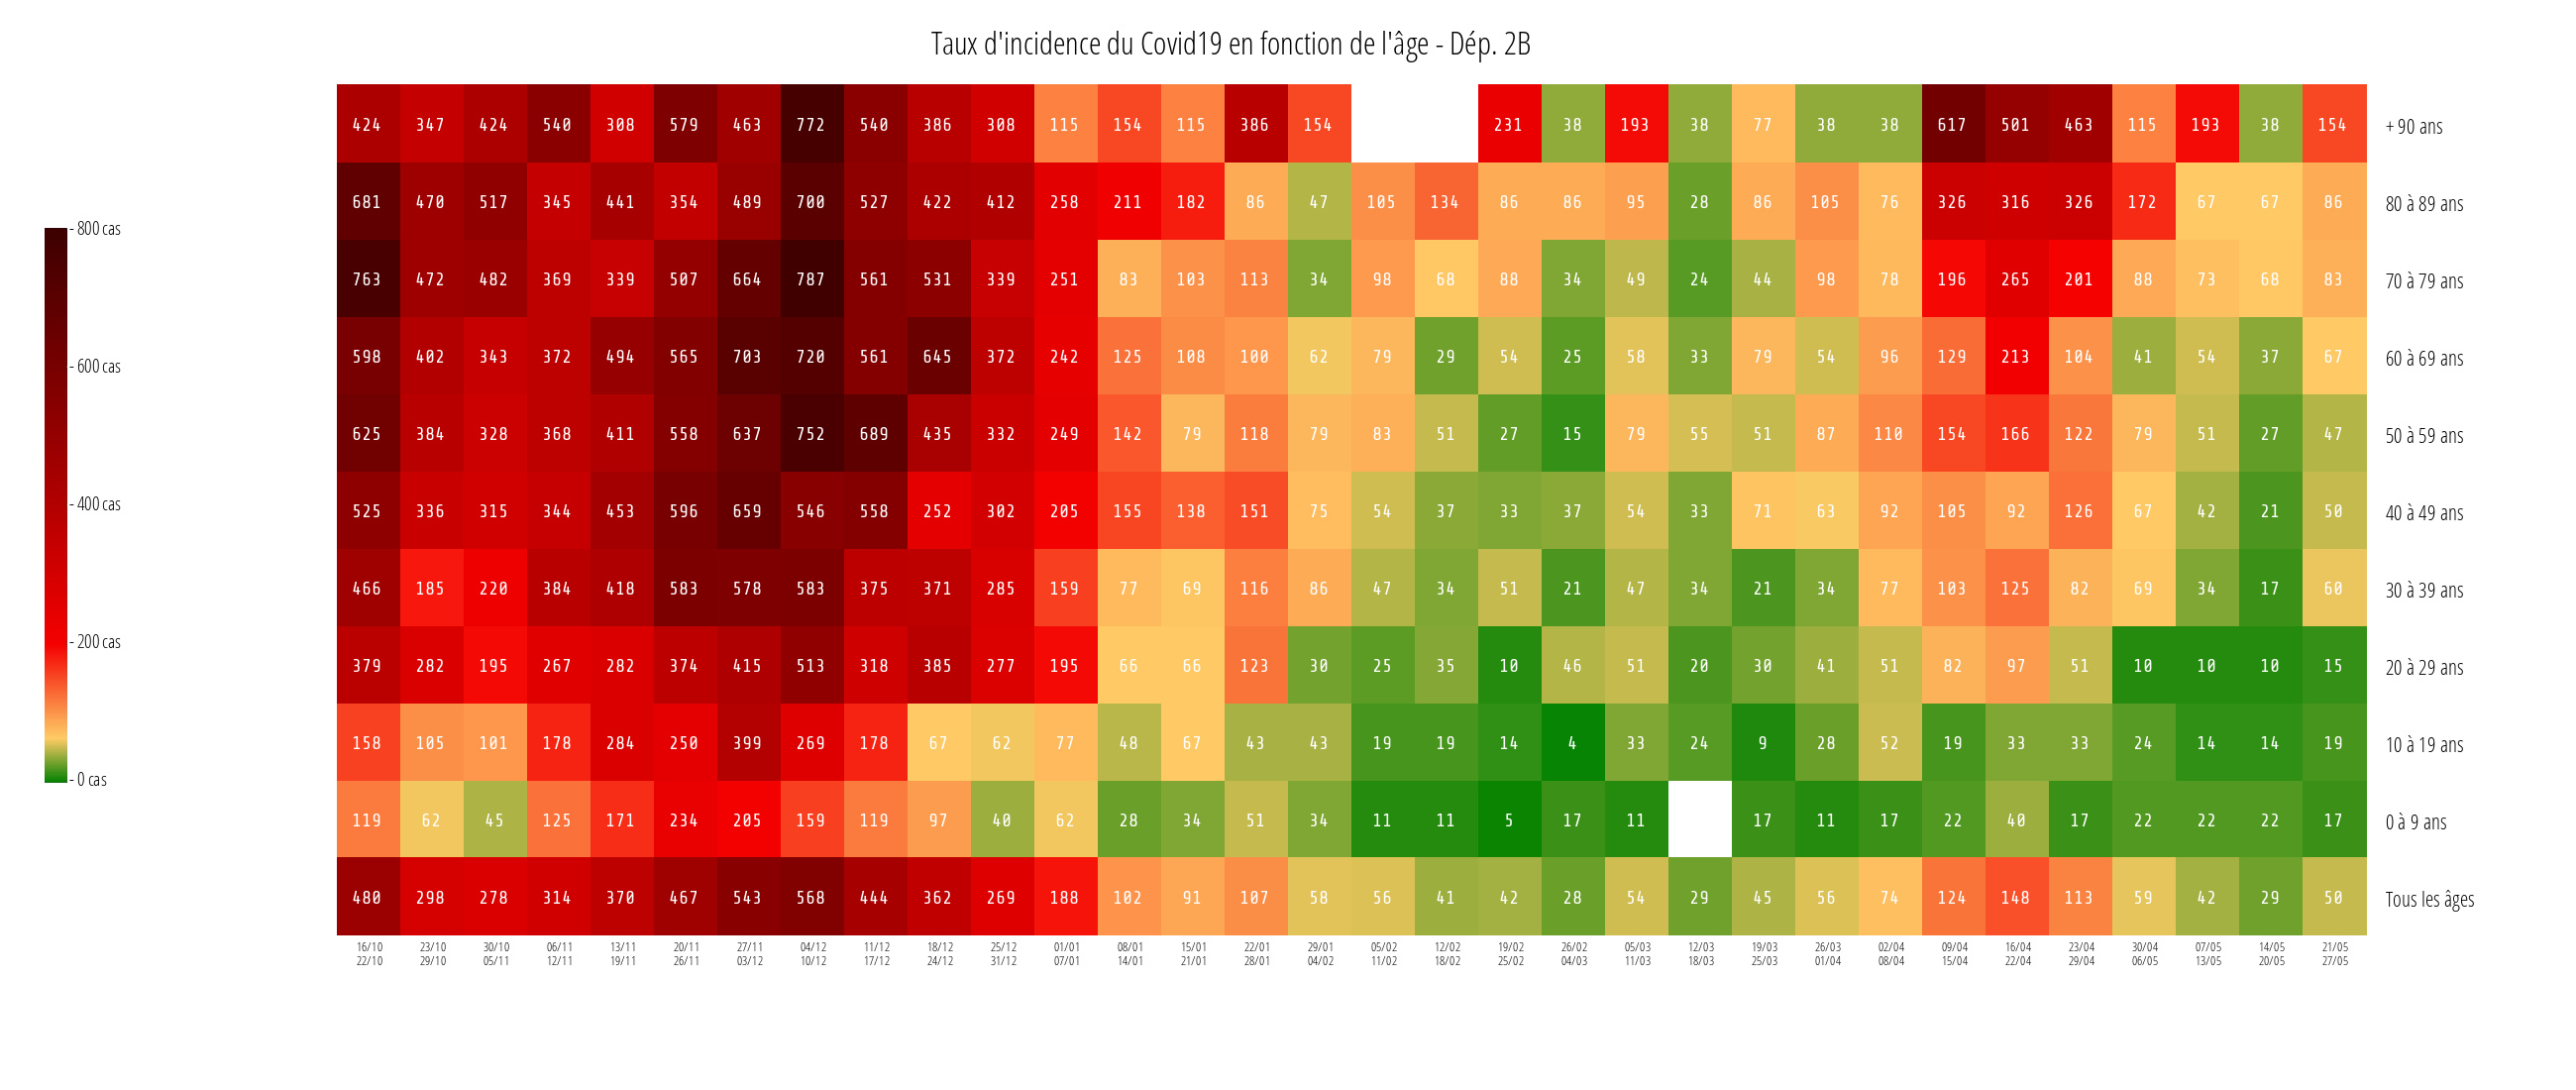 Taux d'incidence du Covid19 en fonction de l'âge - Dép. 2B
424 347 424 540 308 579 463 772 540 386 308 115 154 115 386 154 231 38 193 38 77 38 38 617 501 463 115 193 38 154 + 90 ans
681 470 517 345 441 354 489 700 527 422 412 258 211 182 86 47 105 134 86 86 95 28 86 105 76 326 316 326 172 67 67 86 80 à 89 ans
- 800 cas
763 472 482 369 339 507 664 787 561 531 339 251 83 103 113 34 98 68 88 34 49 24 44 98 78 196 265 201 88 73 68 83 70 à 79 ans
598 402 343 372 494 565 703 720 561 645 372 242 125 108 100 62 79 29 54 25 58 33 79 54 96 129 213 104 41 54 37 67 60 à 69 ans
- 600 cas
625 384 328 368 411 558 637 752 689 435 332 249 142 79 118 79 83 51 27 15 79 55 51 87 110 154 166 122 79 51 27 47 50 à 59 ans
- 400 cas
525 336 315 344 453 596 659 546 558 252 302 205 155 138 151 75 54 37 33 37 54 33 71 63 92 105 92 126 67 42 21 50 40 à 49 ans
466 185 220 384 418 583 578 583 375 371 285 159 77 69 116 86 47 34 51 21 47 34 21 34 77 103 125 82 69 34 17 60 30 à 39 ans
- 200 cas
379 282 195 267 282 374 415 513 318 385 277 195 66 66 123 30 25 35 10 46 51 20 30 41 51 82 97 51 10 10 10 15 20 à 29 ans
158 105 101 178 284 250 399 269 178 67 62 77 48 67 43 43 19 19 14 4 33 24 9 28 52 19 33 33 24 14 14 19 10 à 19 ans
- 0 cas
119 62 45 125 171 234 205 159 119 97 40 62 28 34 51 34 11 11 5 17 11 17 11 17 22 40 17 22 22 22 17 0 à 9 ans
480 298 278 314 370 467 543 568 444 362 269 188 102 91 107 58 56 41 42 28 54 29 45 56 74 124 148 113 59 42 29 50 Tous les âges
16/10 23/10 30/10 06/11 13/11 20/11 27/11 04/12 11/12 18/12 25/12 01/01 08/01 15/01 22/01 29/01 05/02 12/02 19/02 26/02 05/03 12/03 19/03 26/03 02/04 09/04 16/04 23/04 30/04 07/05 14/05 21/05
22/10 29/10 05/11 12/11 19/11 26/11 03/12 10/12 17/12 24/12 31/12 07/01 14/01 21/01 28/01 04/02 11/02 18/02 25/02 04/03 11/03 18/03 25/03 01/04 08/04 15/04 22/04 29/04 06/05 13/05 20/05 27/05